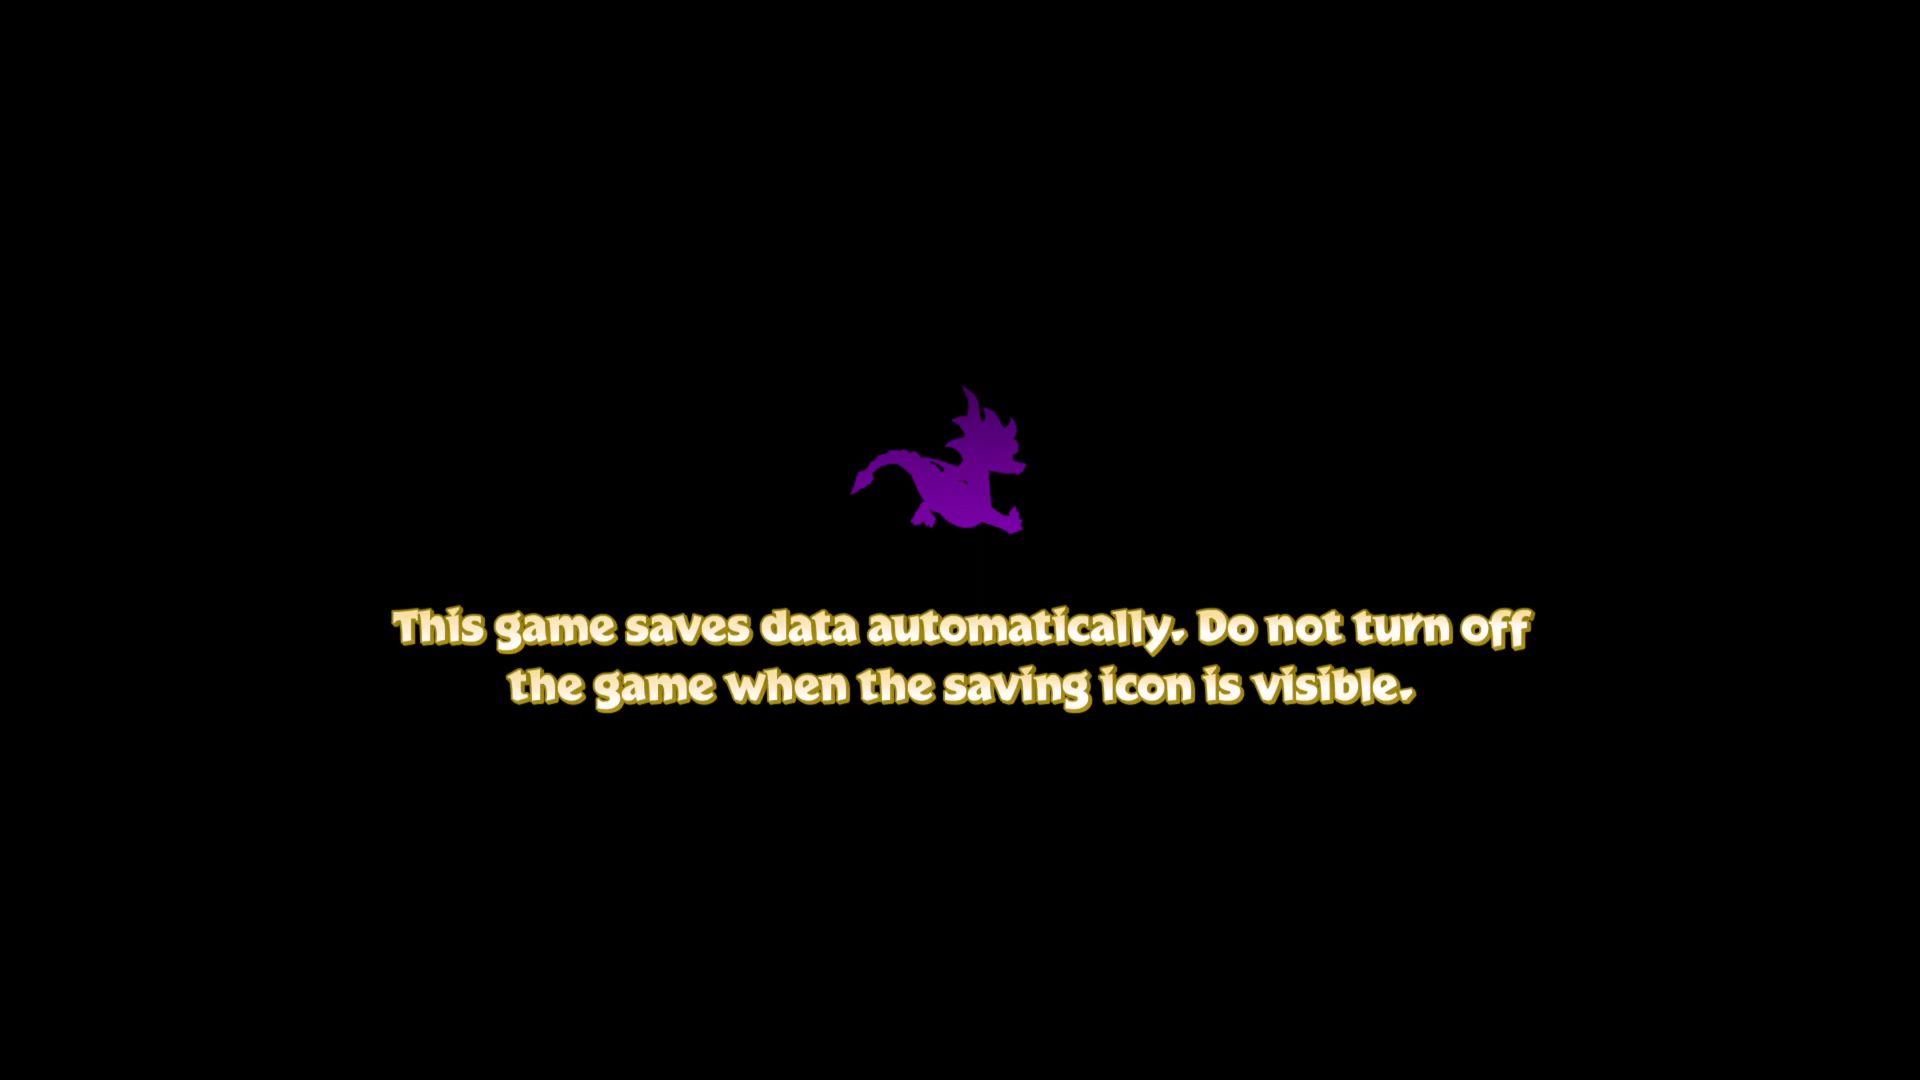 This game saves data automatically. Do not turn off
the game when the saving icon is visible.